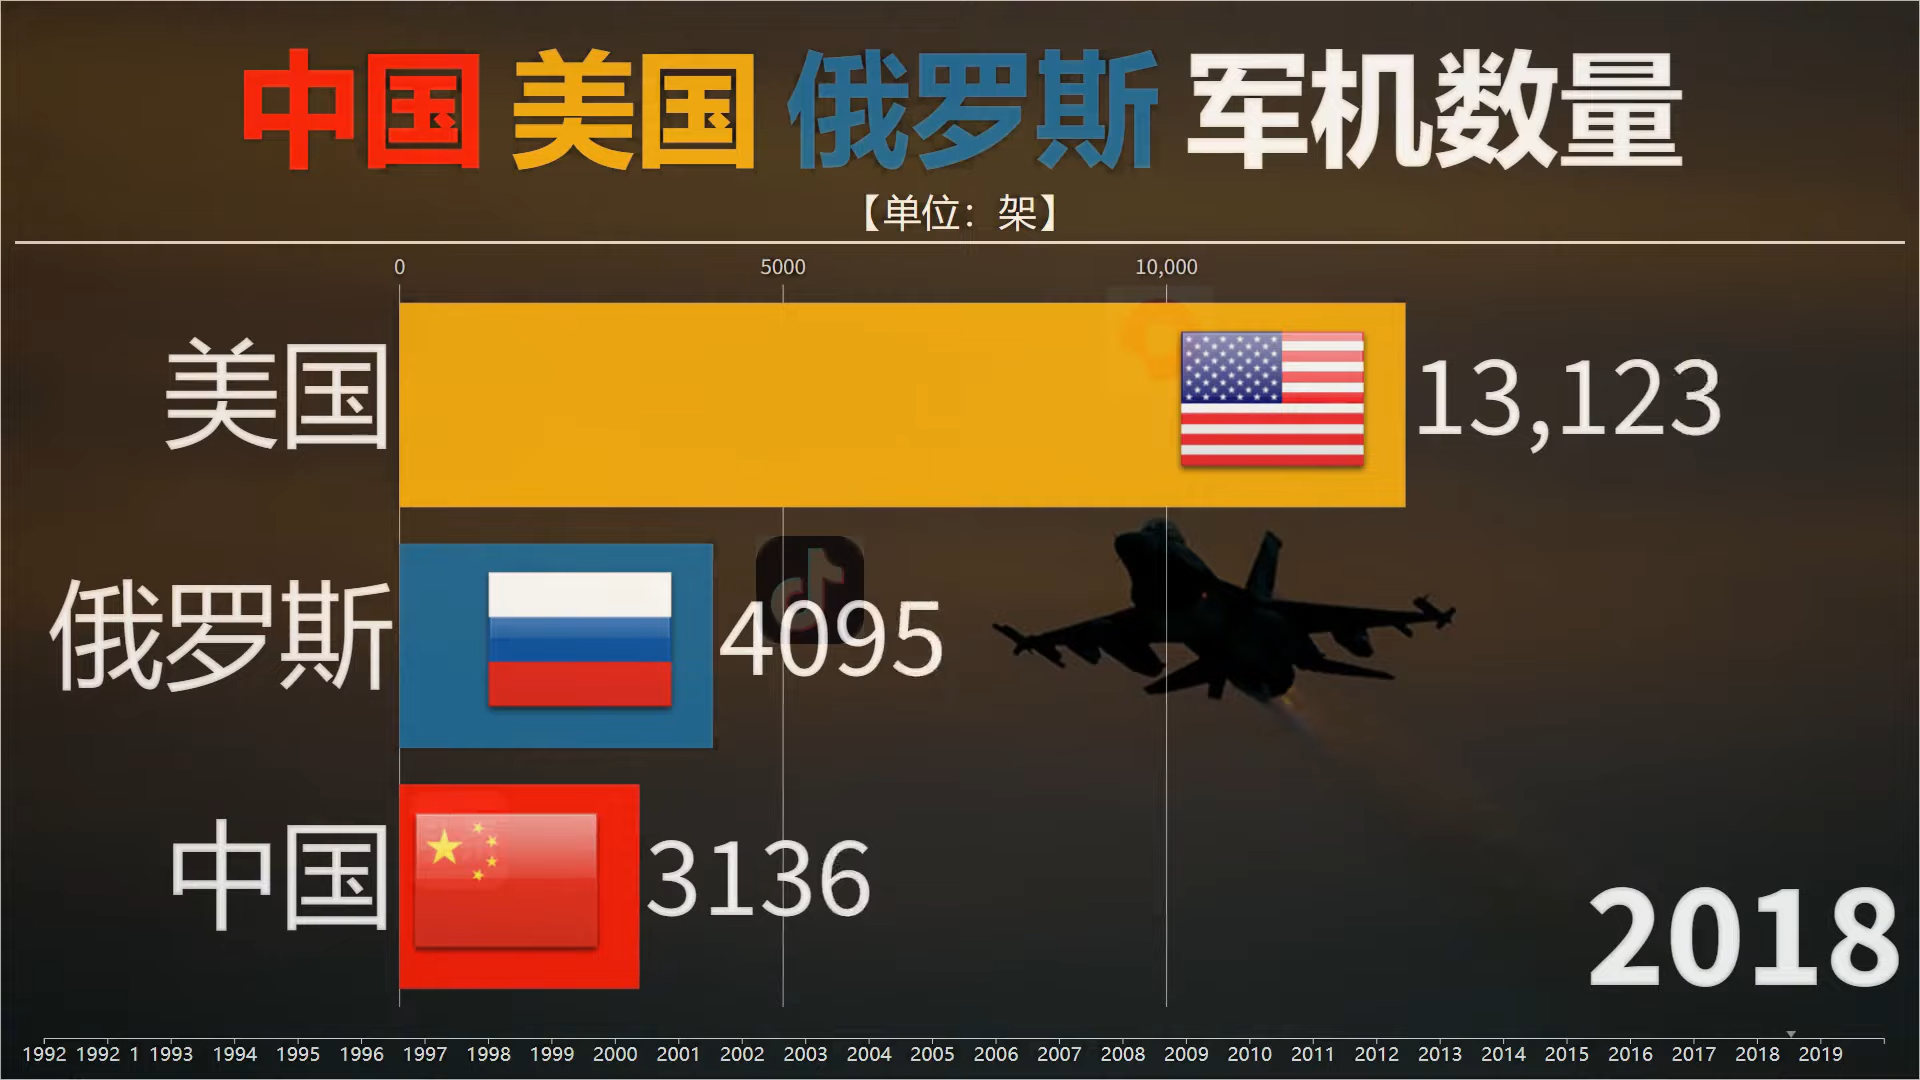 中国 美国 俄罗斯 军机数量
【单位：架】
0 5000 10,000
美国 13,123
俄罗斯 4095
中国 3136
2018
1992 1992 1 1993 1994 1995 1996 1997 1998 1999 2000 2001 2002 2003 2004 2005 2006 2007 2008 2009 2010 2011 2012 2013 2014 2015 2016 2017 2018 2019